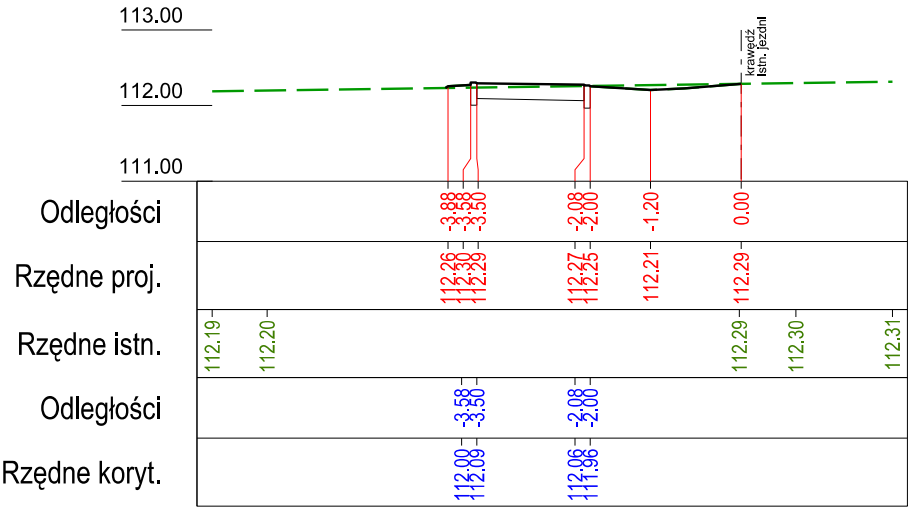 113.00
krawędź
istn. jezdni
112.00
111.00
Odległości -3.88 -3.58 -3.50 -2.08 -2.00 -1.20 0.00
Rzędne proj. 112.26 112.30 112.29 112.27 112.25 112.21 112.29
Rzędne istn. 112.19 112.20 112.29 112.30 112.31
Odległości -3.58 -3.50 -2.08 -2.00
Rzędne koryt. 112.00 112.09 112.06 111.96